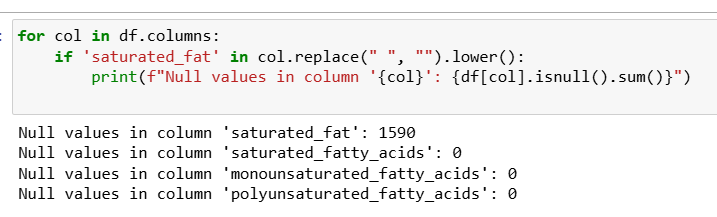 for col in df.columns:
    if 'saturated_fat' in col.replace(" ", "").lower():
        print(f"Null values in column '{col}': {df[col].isnull().sum()}")
Null values in column 'saturated_fat': 1590
Null values in column 'saturated_fatty_acids': 0
Null values in column 'monounsaturated_fatty_acids': 0
Null values in column 'polyunsaturated_fatty_acids': 0